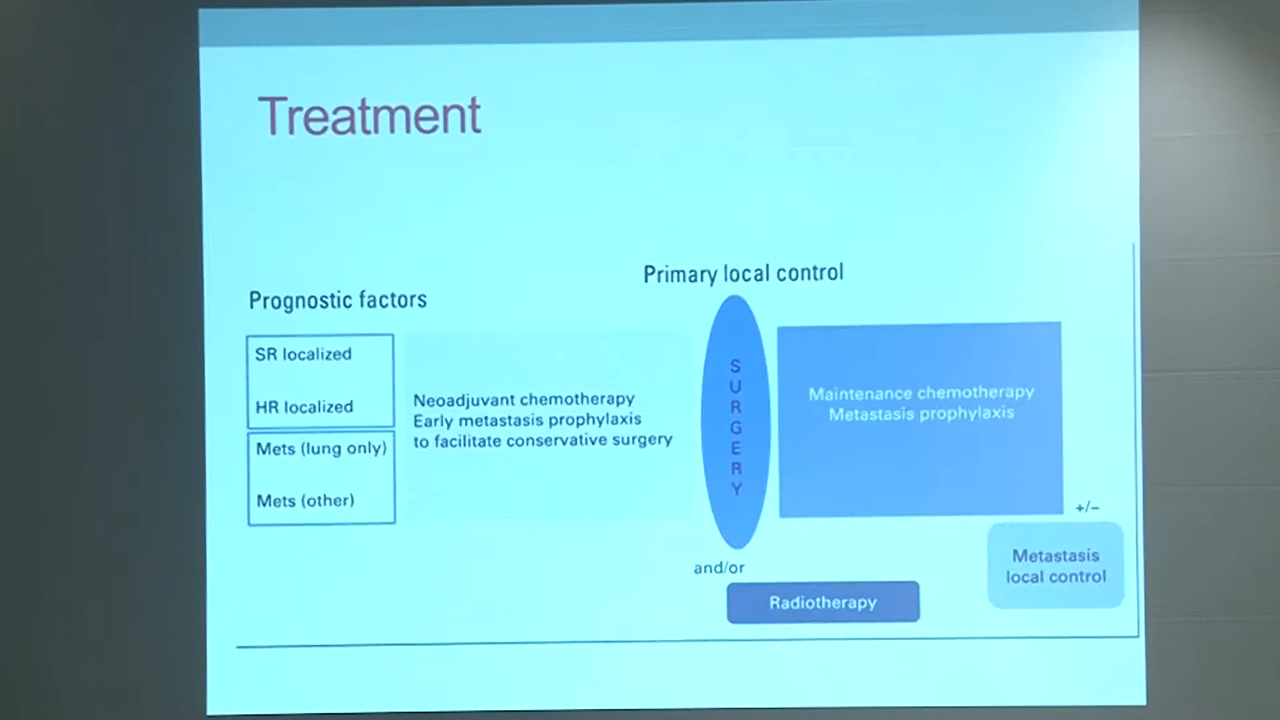 Treatment
Primary local control
Prognostic factors
SR localized
HR localized
Mets (lung only)
Mets (other)
Neoadjuvant chemotherapy
Early metastasis prophylaxis
to facilitate conservative surgery
SURGERY
Maintenance chemotherapy
Metastasis prophylaxis
+/−
and/or
Radiotherapy
Metastasis
local control